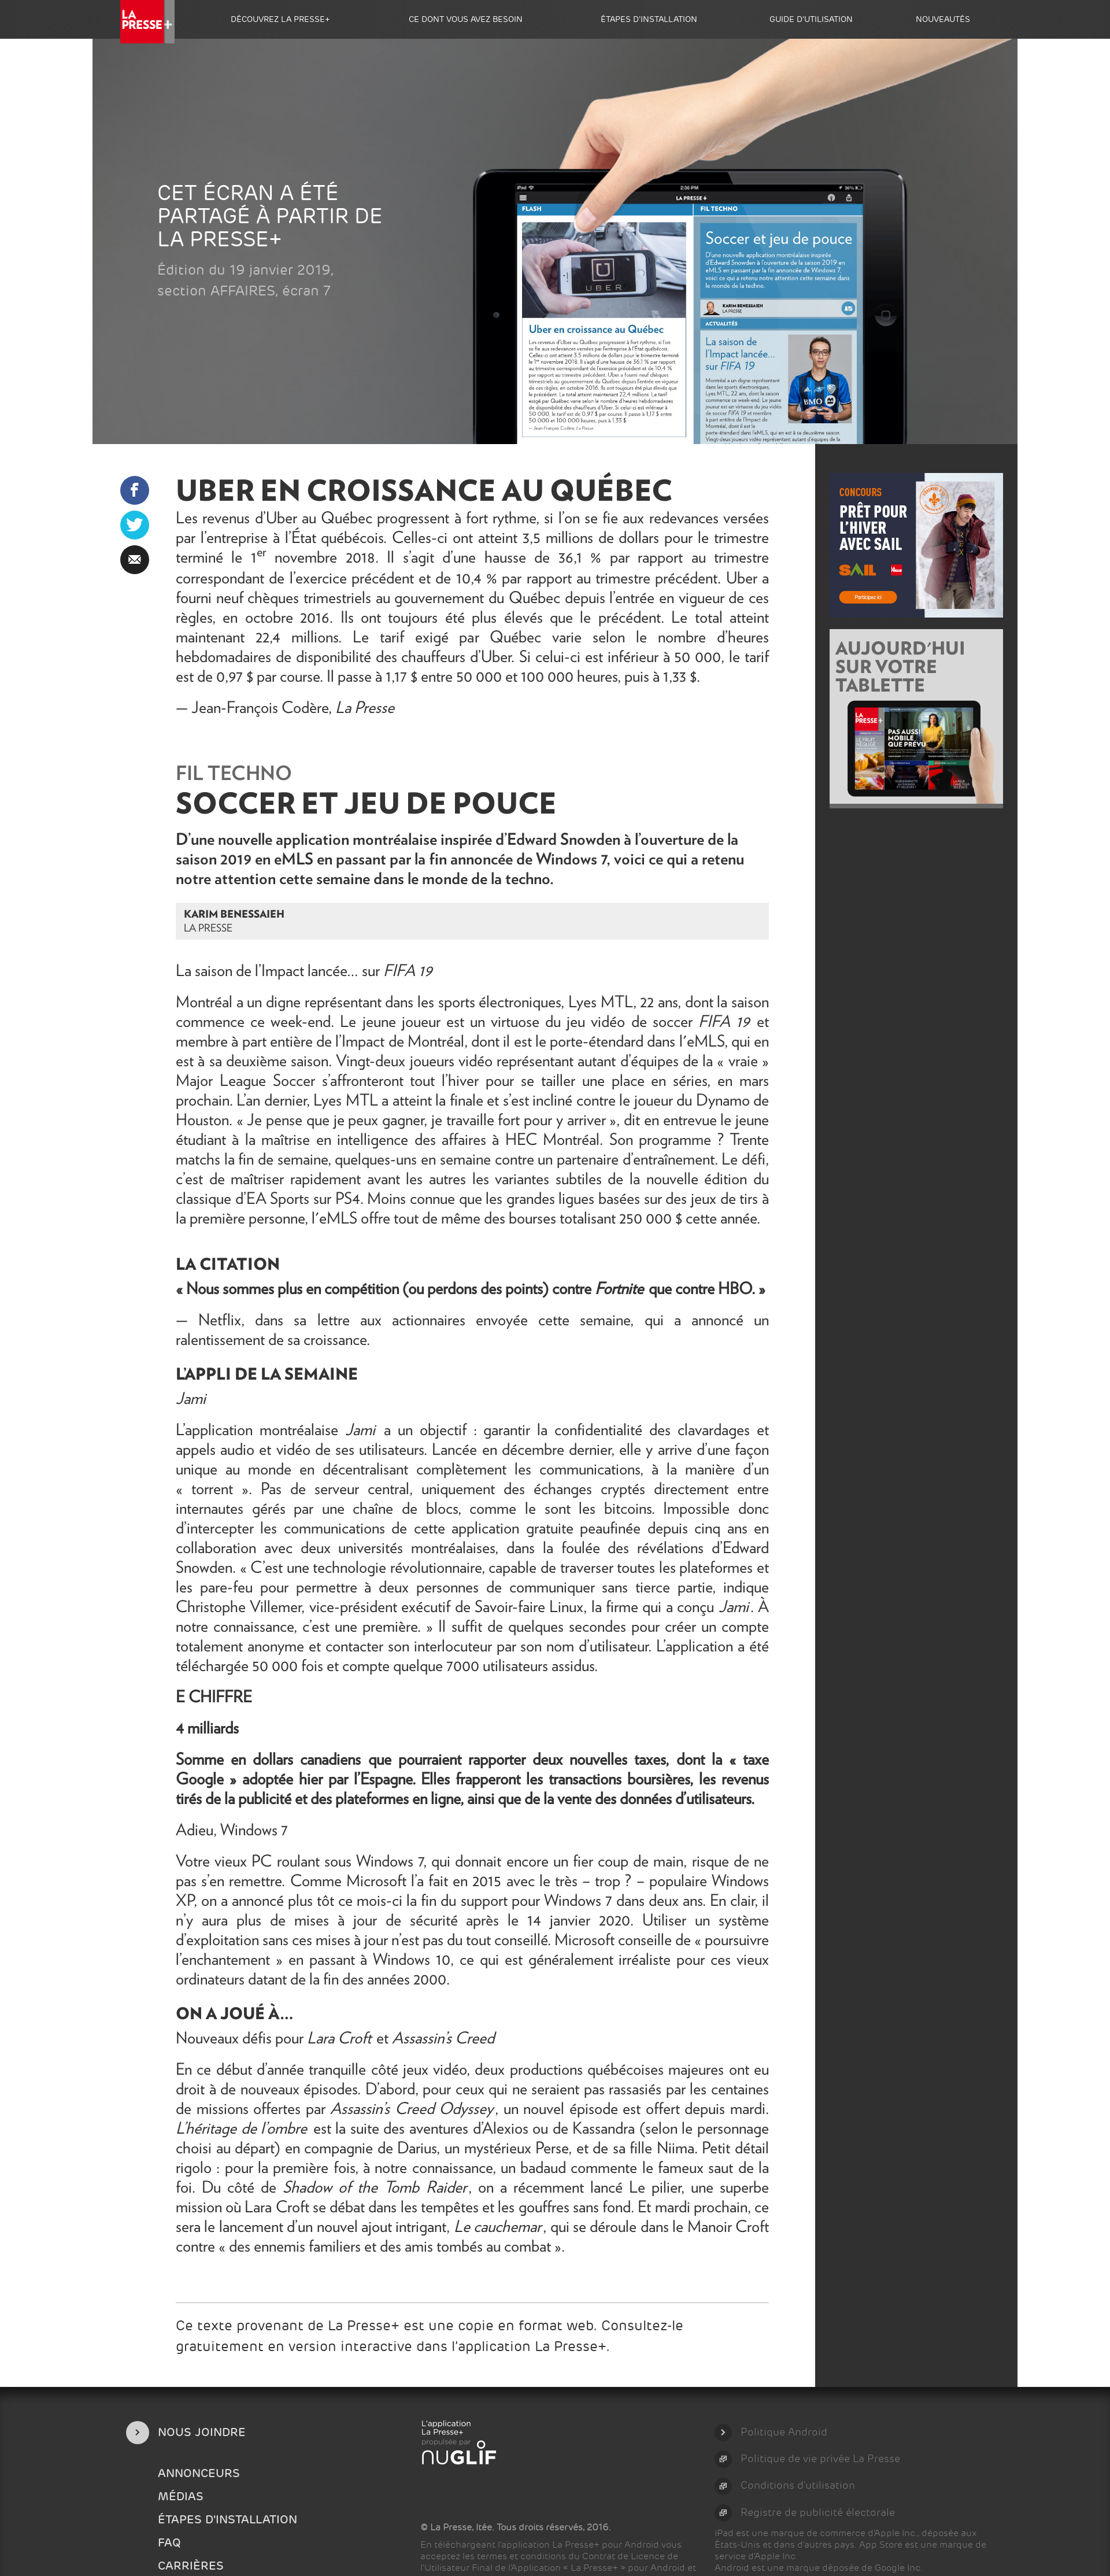 LA PRESSE+
DÉCOUVREZ LA PRESSE+
CE DONT VOUS AVEZ BESOIN
ÉTAPES D'INSTALLATION
GUIDE D'UTILISATION
NOUVEAUTÉS
CET ÉCRAN A ÉTÉ
PARTAGÉ À PARTIR DE
LA PRESSE+
Édition du 19 janvier 2019,
section AFFAIRES, écran 7
iPad
2:26 PM
LA PRESSE +
FLASH
FIL TECHNO
UBER
Uber en croissance au Québec
Soccer et jeu de pouce
D'une nouvelle application montréalaise inspirée
d'Edward Snowden à l'ouverture de la saison 2019 en
eMLS en passant par la fin annoncée de Windows 7,
voici ce qui a retenu notre attention cette semaine dans
le monde de la techno.
KARIM BENESSAIEH
LA PRESSE
ACTUALITÉS
La saison de
l'Impact lancée...
sur FIFA 19
BMO
UBER EN CROISSANCE AU QUÉBEC
Les revenus d'Uber au Québec progressent à fort rythme, si l'on se fie aux redevances versées
par l'entreprise à l'État québécois. Celles-ci ont atteint 3,5 millions de dollars pour le trimestre
terminé le 1er novembre 2018. Il s'agit d'une hausse de 36,1 % par rapport au trimestre
correspondant de l'exercice précédent et de 10,4 % par rapport au trimestre précédent. Uber a
fourni neuf chèques trimestriels au gouvernement du Québec depuis l'entrée en vigueur de ces
règles, en octobre 2016. Ils ont toujours été plus élevés que le précédent. Le total atteint
maintenant 22,4 millions. Le tarif exigé par Québec varie selon le nombre d'heures
hebdomadaires de disponibilité des chauffeurs d'Uber. Si celui-ci est inférieur à 50 000, le tarif
est de 0,97 $ par course. Il passe à 1,17 $ entre 50 000 et 100 000 heures, puis à 1,33 $.
— Jean-François Codère, La Presse
FIL TECHNO
SOCCER ET JEU DE POUCE
D'une nouvelle application montréalaise inspirée d'Edward Snowden à l'ouverture de la
saison 2019 en eMLS en passant par la fin annoncée de Windows 7, voici ce qui a retenu
notre attention cette semaine dans le monde de la techno.
KARIM BENESSAIEH
LA PRESSE
La saison de l'Impact lancée... sur FIFA 19
Montréal a un digne représentant dans les sports électroniques, Lyes MTL, 22 ans, dont la saison
commence ce week-end. Le jeune joueur est un virtuose du jeu vidéo de soccer FIFA 19 et
membre à part entière de l'Impact de Montréal, dont il est le porte-étendard dans l'eMLS, qui en
est à sa deuxième saison. Vingt-deux joueurs vidéo représentant autant d'équipes de la « vraie »
Major League Soccer s'affronteront tout l'hiver pour se tailler une place en séries, en mars
prochain. L'an dernier, Lyes MTL a atteint la finale et s'est incliné contre le joueur du Dynamo de
Houston. « Je pense que je peux gagner, je travaille fort pour y arriver », dit en entrevue le jeune
étudiant à la maîtrise en intelligence des affaires à HEC Montréal. Son programme ? Trente
matchs la fin de semaine, quelques-uns en semaine contre un partenaire d'entraînement. Le défi,
c'est de maîtriser rapidement avant les autres les variantes subtiles de la nouvelle édition du
classique d'EA Sports sur PS4. Moins connue que les grandes ligues basées sur des jeux de tirs à
la première personne, l'eMLS offre tout de même des bourses totalisant 250 000 $ cette année.
LA CITATION
« Nous sommes plus en compétition (ou perdons des points) contre Fortnite que contre HBO. »
— Netflix, dans sa lettre aux actionnaires envoyée cette semaine, qui a annoncé un
ralentissement de sa croissance.
L'APPLI DE LA SEMAINE
Jami
L'application montréalaise Jami a un objectif : garantir la confidentialité des clavardages et
appels audio et vidéo de ses utilisateurs. Lancée en décembre dernier, elle y arrive d'une façon
unique au monde en décentralisant complètement les communications, à la manière d'un
« torrent ». Pas de serveur central, uniquement des échanges cryptés directement entre
internautes gérés par une chaîne de blocs, comme le sont les bitcoins. Impossible donc
d'intercepter les communications de cette application gratuite peaufinée depuis cinq ans en
collaboration avec deux universités montréalaises, dans la foulée des révélations d'Edward
Snowden. « C'est une technologie révolutionnaire, capable de traverser toutes les plateformes et
les pare-feu pour permettre à deux personnes de communiquer sans tierce partie, indique
Christophe Villemer, vice-président exécutif de Savoir-faire Linux, la firme qui a conçu Jami. À
notre connaissance, c'est une première. » Il suffit de quelques secondes pour créer un compte
totalement anonyme et contacter son interlocuteur par son nom d'utilisateur. L'application a été
téléchargée 50 000 fois et compte quelque 7000 utilisateurs assidus.
E CHIFFRE
4 milliards
Somme en dollars canadiens que pourraient rapporter deux nouvelles taxes, dont la « taxe
Google » adoptée hier par l'Espagne. Elles frapperont les transactions boursières, les revenus
tirés de la publicité et des plateformes en ligne, ainsi que de la vente des données d'utilisateurs.
Adieu, Windows 7
Votre vieux PC roulant sous Windows 7, qui donnait encore un fier coup de main, risque de ne
pas s'en remettre. Comme Microsoft l'a fait en 2015 avec le très – trop ? – populaire Windows
XP, on a annoncé plus tôt ce mois-ci la fin du support pour Windows 7 dans deux ans. En clair, il
n'y aura plus de mises à jour de sécurité après le 14 janvier 2020. Utiliser un système
d'exploitation sans ces mises à jour n'est pas du tout conseillé. Microsoft conseille de « poursuivre
l'enchantement » en passant à Windows 10, ce qui est généralement irréaliste pour ces vieux
ordinateurs datant de la fin des années 2000.
ON A JOUÉ À...
Nouveaux défis pour Lara Croft et Assassin's Creed
En ce début d'année tranquille côté jeux vidéo, deux productions québécoises majeures ont eu
droit à de nouveaux épisodes. D'abord, pour ceux qui ne seraient pas rassasiés par les centaines
de missions offertes par Assassin's Creed Odyssey, un nouvel épisode est offert depuis mardi.
L'héritage de l'ombre est la suite des aventures d'Alexios ou de Kassandra (selon le personnage
choisi au départ) en compagnie de Darius, un mystérieux Perse, et de sa fille Niima. Petit détail
rigolo : pour la première fois, à notre connaissance, un badaud commente le fameux saut de la
foi. Du côté de Shadow of the Tomb Raider, on a récemment lancé Le pilier, une superbe
mission où Lara Croft se débat dans les tempêtes et les gouffres sans fond. Et mardi prochain, ce
sera le lancement d'un nouvel ajout intrigant, Le cauchemar, qui se déroule dans le Manoir Croft
contre « des ennemis familiers et des amis tombés au combat ».
Ce texte provenant de La Presse+ est une copie en format web. Consultez-le
gratuitement en version interactive dans l'application La Presse+.
CONCOURS
PRÊT POUR
L'HIVER
AVEC SAIL
SAIL
Participez ici
AUJOURD'HUI
SUR VOTRE
TABLETTE
LA PRESSE+
PAS AUSSI
MOBILE
QUE PRÉVU
NOUS JOINDRE
ANNONCEURS
MÉDIAS
ÉTAPES D'INSTALLATION
FAQ
CARRIÈRES
L'application
La Presse+
propulsée par
nuGLIF
© La Presse, ltée. Tous droits réservés, 2016.
En téléchargeant l'application La Presse+ pour Android vous
acceptez les termes et conditions du Contrat de Licence de
l'Utilisateur Final de l'Application « La Presse+ » pour Android et
Politique Android
Politique de vie privée La Presse
Conditions d'utilisation
Registre de publicité électorale
iPad est une marque de commerce d'Apple Inc., déposée aux
États-Unis et dans d'autres pays. App Store est une marque de
service d'Apple Inc.
Android est une marque déposée de Google Inc.